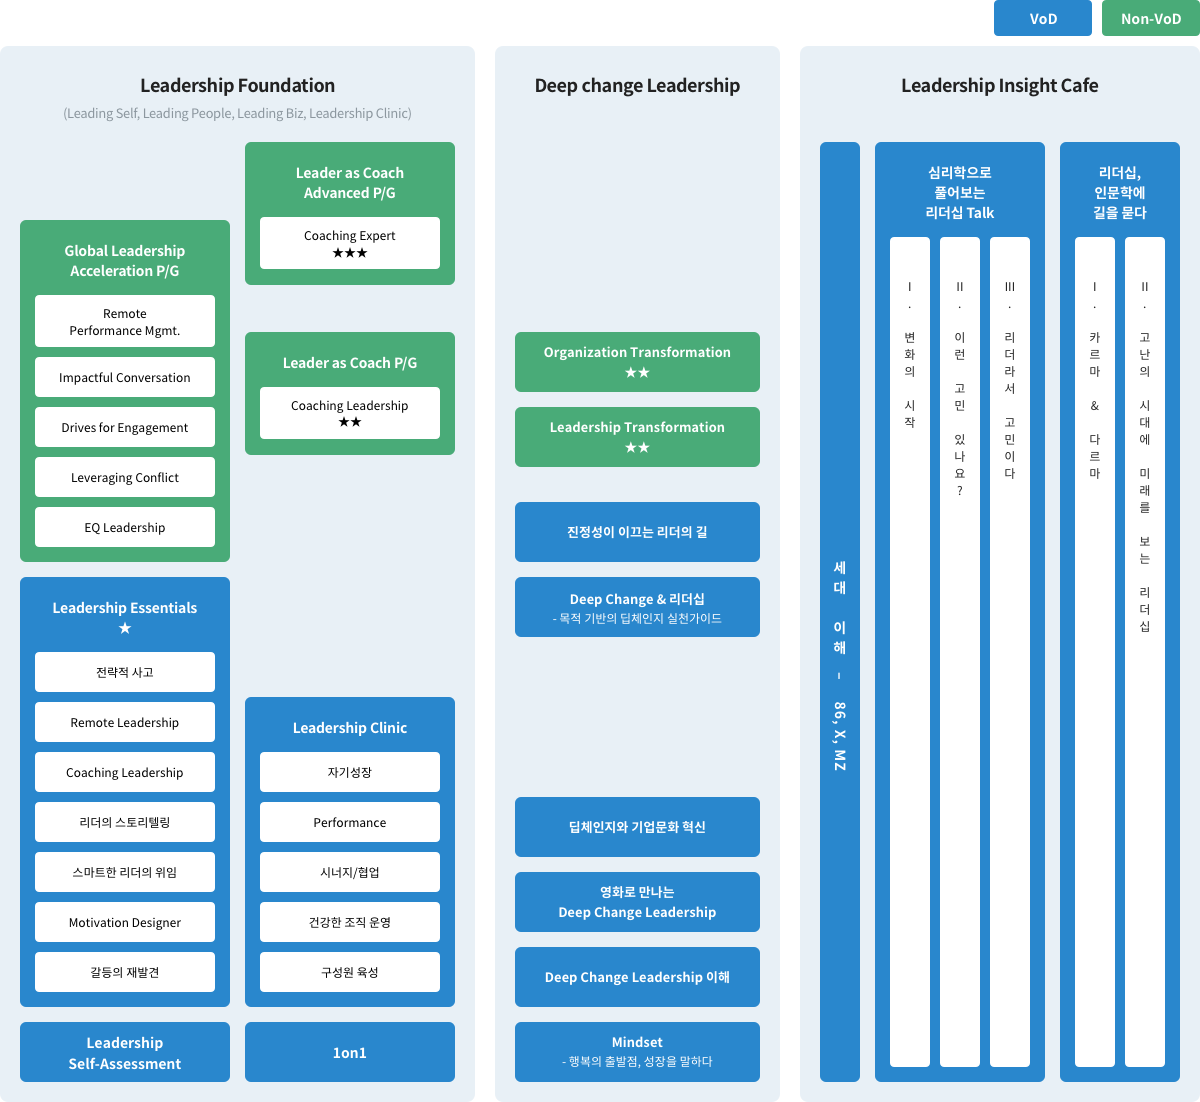 VoD
Non-VoD
Leadership Foundation
(Leading Self, Leading People, Leading Biz, Leadership Clinic)
Global Leadership
Acceleration P/G
Remote
Performance Mgmt.
Impactful Conversation
Drives for Engagement
Leveraging Conflict
EQ Leadership
Leadership Essentials
★
전략적 사고
Remote Leadership
Coaching Leadership
리더의 스토리텔링
스마트한 리더의 위임
Motivation Designer
갈등의 재발견
Leadership
Self-Assessment
Leader as Coach
Advanced P/G
Coaching Expert
★★★
Leader as Coach P/G
Coaching Leadership
★★
Leadership Clinic
자기성장
Performance
시너지/협업
건강한 조직 운영
구성원 육성
1on1
Deep change Leadership
Organization Transformation
★★
Leadership Transformation
★★
진정성이 이끄는 리더의 길
Deep Change & 리더십
- 목적 기반의 딥체인지 실천가이드
딥체인지와 기업문화 혁신
영화로 만나는
Deep Change Leadership
Deep Change Leadership 이해
Mindset
- 행복의 출발점, 성장을 말하다
Leadership Insight Cafe
세대 이해 - 86, X, MZ
심리학으로
풀어보는
리더십 Talk
I. 변화의 시작
II. 이런 고민 있나요?
III. 리더라서 고민이다
리더십,
인문학에
길을 묻다
I. 카르마 & 다르마
II. 고난의 시대에 미래를 보는 리더십